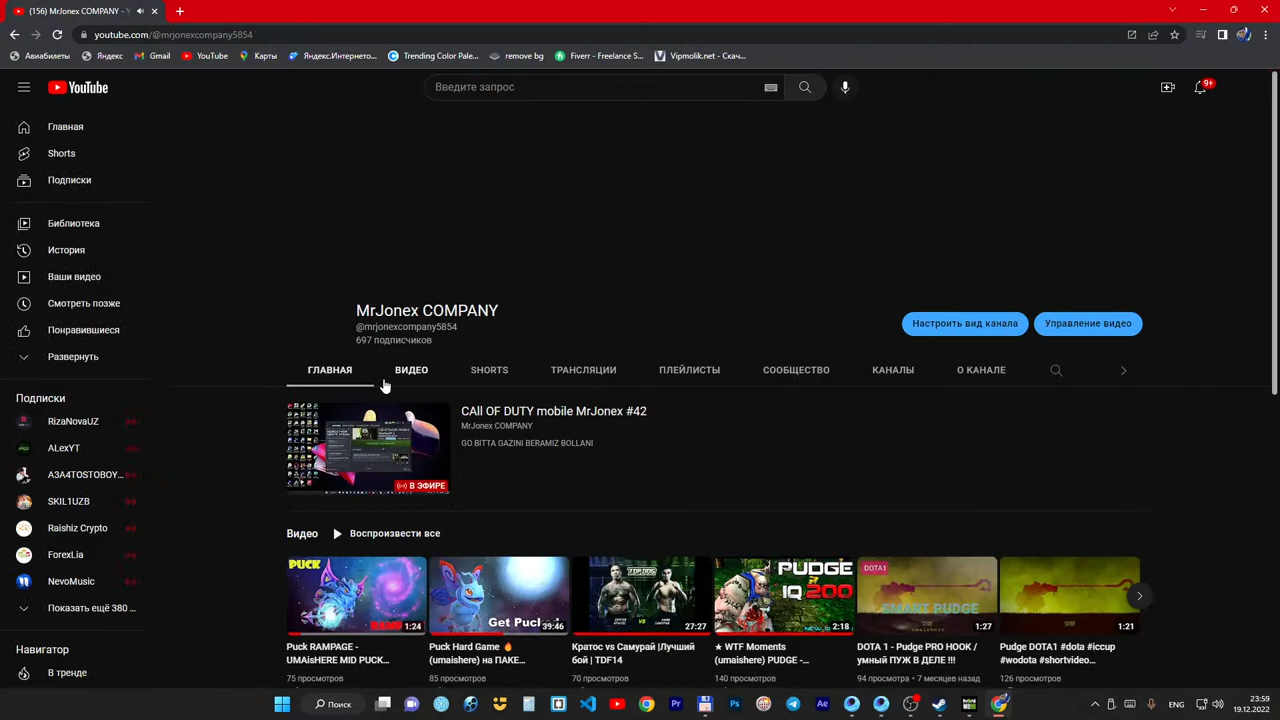 (156) MrJonex COMPANY - Y
youtube.com/@mrjonexcompany5854
Авиабилеты
Яндекс
Gmail
YouTube
Карты
Яндекс.Интернето...
Trending Color Pale...
remove bg
Fiverr - Freelance S...
Vipmolik.net - Скач...
YouTube
Введите запрос
9+
Главная
Shorts
Подписки
Библиотека
История
Ваши видео
Смотреть позже
Понравившиеся
Развернуть
Подписки
RizaNovaUZ
ALexYT
A3A4TOSTOBOY...
SKIL1UZB
Raishiz Crypto
ForexLia
NevoMusic
Показать ещё 380 ...
Навигатор
В тренде
MrJonex COMPANY
@mrjonexcompany5854
697 подписчиков
Настроить вид канала
Управление видео
ГЛАВНАЯ
ВИДЕО
SHORTS
ТРАНСЛЯЦИИ
ПЛЕЙЛИСТЫ
СООБЩЕСТВО
КАНАЛЫ
О КАНАЛЕ
В ЭФИРЕ
CAll OF DUTY mobile MrJonex #42
MrJonex COMPANY
GO BITTA GAZINI BERAMIZ BOLLANI
Видео
Воспроизвести все
PUCK
1:24
Puck RAMPAGE -
UMAisHERE MID PUCK...
75 просмотров
Get Pucl
39:46
Puck Hard Game 🔥
(umaishere) на ПАКЕ...
85 просмотров
TDF DOG
VS
27:27
Кратос vs Самурай |Лучший
бой | TDF14
70 просмотров
PUDGE
IQ 200
2:18
★ WTF Moments
(umaishere) PUDGE -...
140 просмотров
DOTA1
SMART PUDGE
1:27
DOTA 1 - Pudge PRO HOOK /
умный ПУЖ В ДЕЛЕ !!!
94 просмотра • 7 месяцев назад
1:21
Pudge DOTA1 #dota #iccup
#wodota #shortvideo...
126 просмотров
Поиск
Pr
Ps
Ae
ENG
23:59
19.12.2022